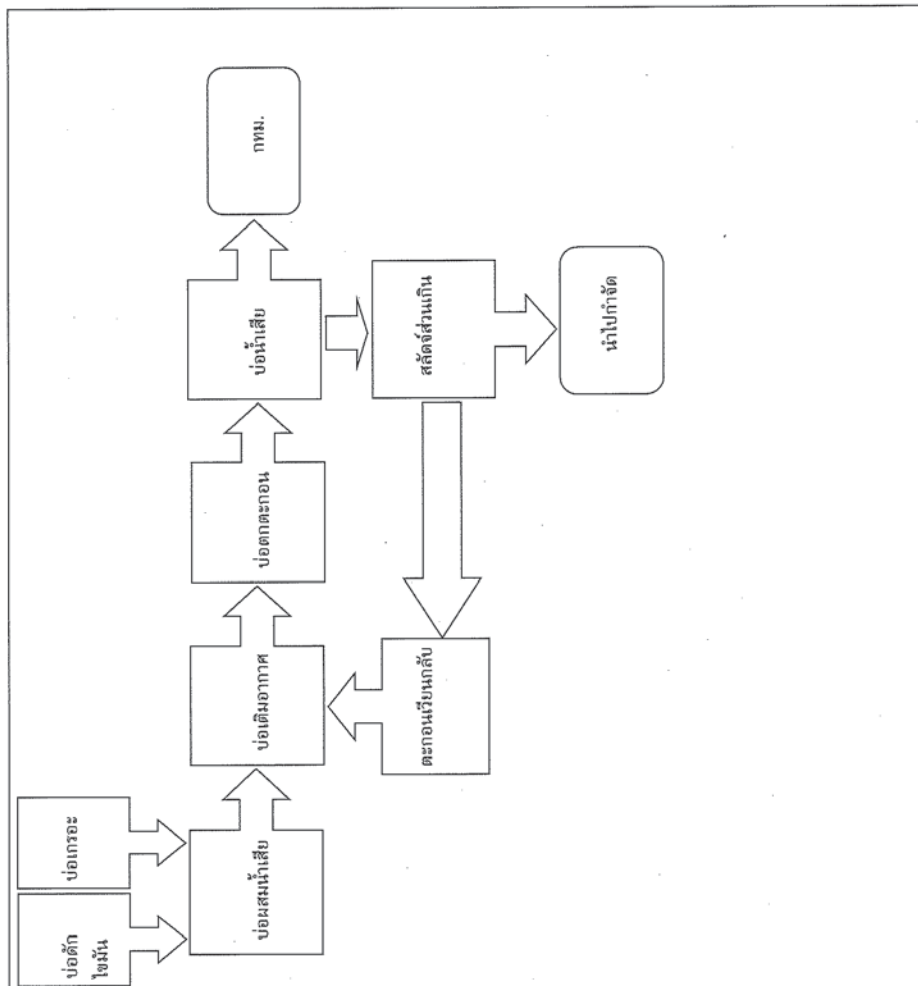 บ่อดัก
ไขมัน
บ่อเกรอะ
บ่อผสมน้ำเสีย
บ่อเติมอากาศ
บ่อตกตะกอน
บ่อน้ำเสีย
กทม.
ตะกอนเวียนกลับ
สลัดจ์ส่วนเกิน
นำไปกำจัด